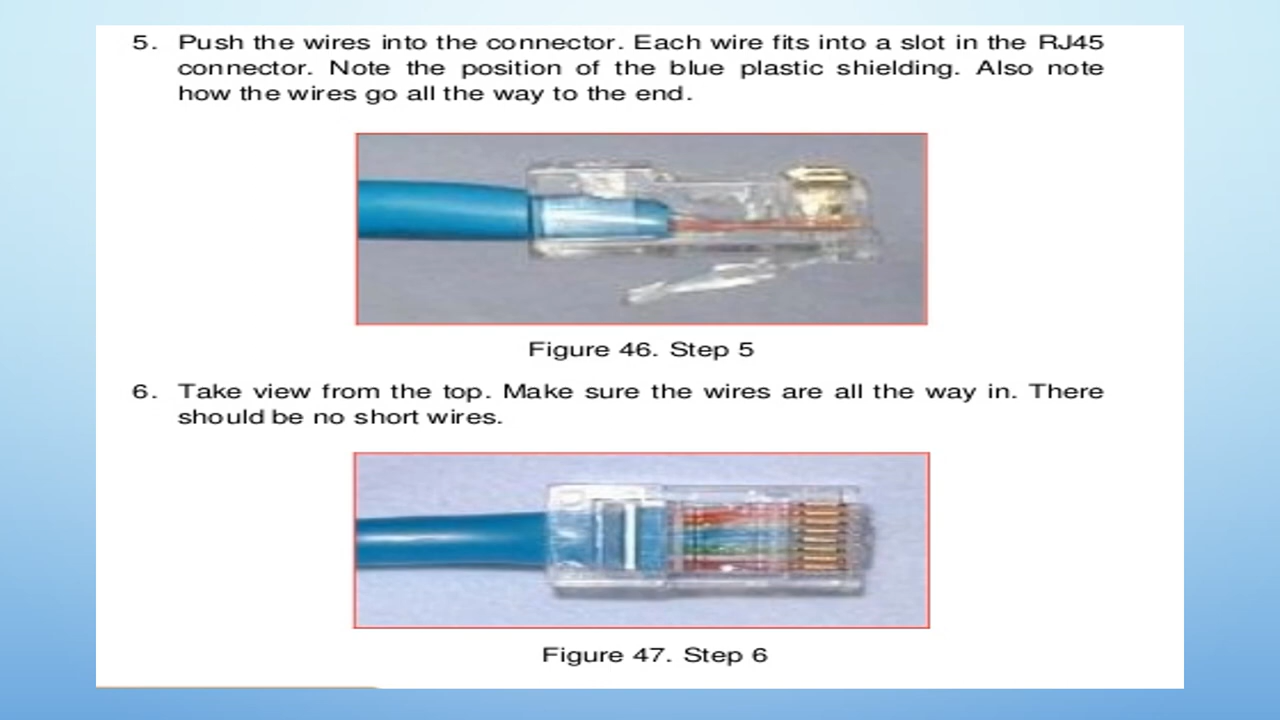 5. Push the wires into the connector. Each wire fits into a slot in the RJ45
connector. Note the position of the blue plastic shielding. Also note
how the wires go all the way to the end.
Figure 46. Step 5
6. Take view from the top. Make sure the wires are all the way in. There
should be no short wires.
Figure 47. Step 6